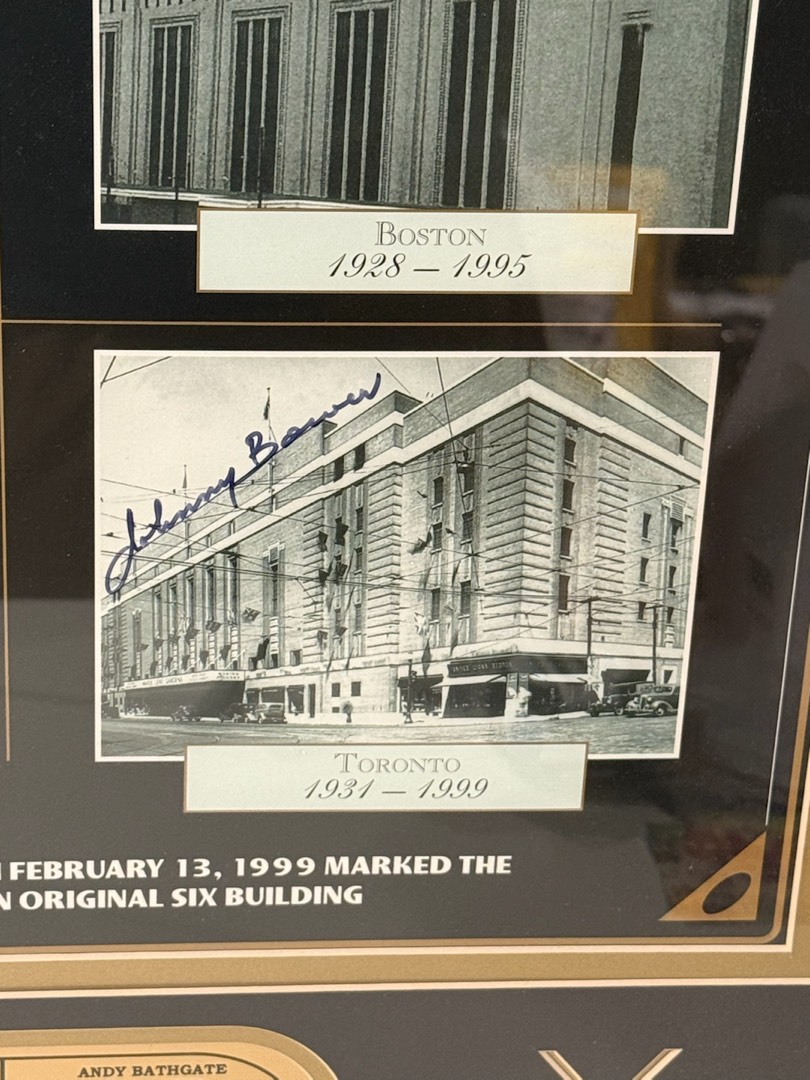 BOSTON
1928 — 1995
Johnny Bower
TORONTO
1931 — 1999
FEBRUARY 13, 1999 MARKED THE
N ORIGINAL SIX BUILDING
ANDY BATHGATE